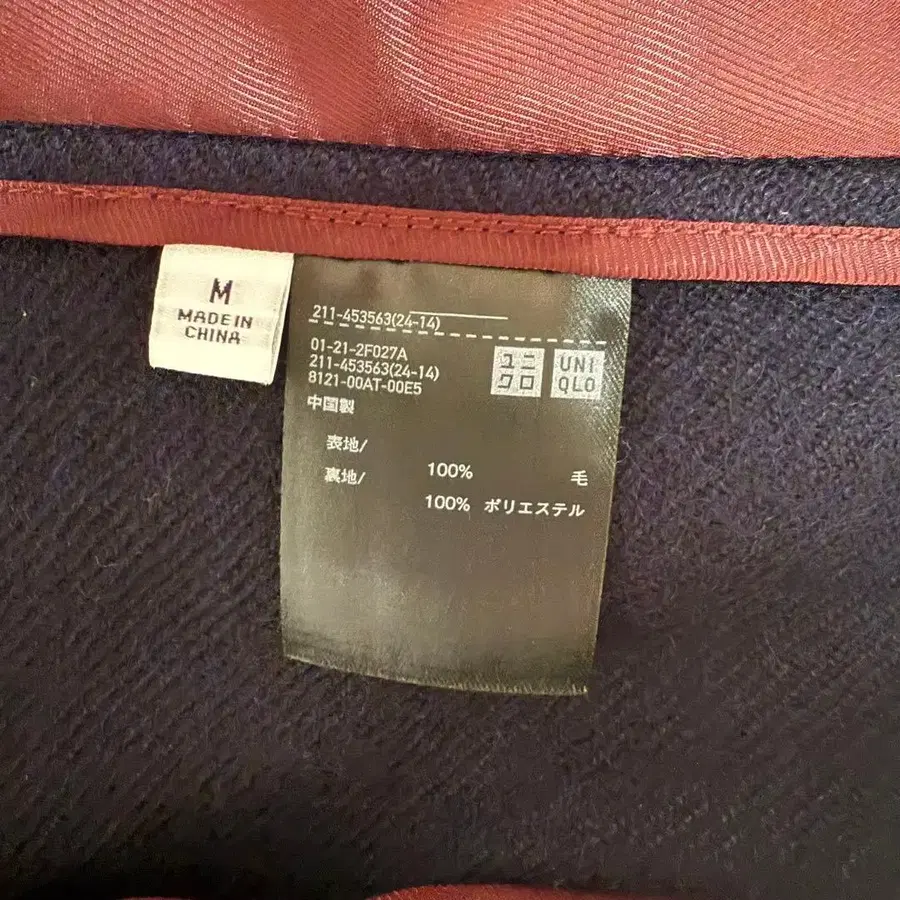 M
MADE IN
CHINA
211-453563(24-14)
01-21-2F027A
211-453563(24-14)
8121-00AT-00E5
ユニ
クロ
UNI
QLO
中国製
表地/
100% 毛
裏地/
100% ポリエステル